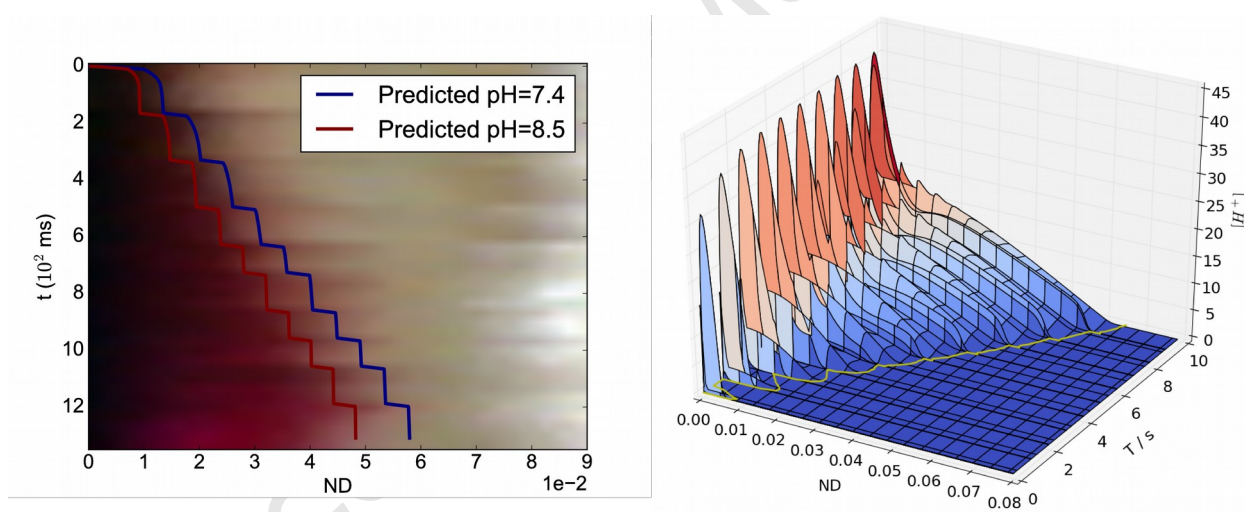 0
2
4
6
8
10
12
t (10² ms)
Predicted pH=7.4
Predicted pH=8.5
0 1 2 3 4 5 6 7 8 9
ND
1e−2
45
40
35
30
25
20
15
10
5
0
[H+]
0.00 0.01 0.02 0.03 0.04 0.05 0.06 0.07 0.08
ND
0 2 4 6 8 10
T / s